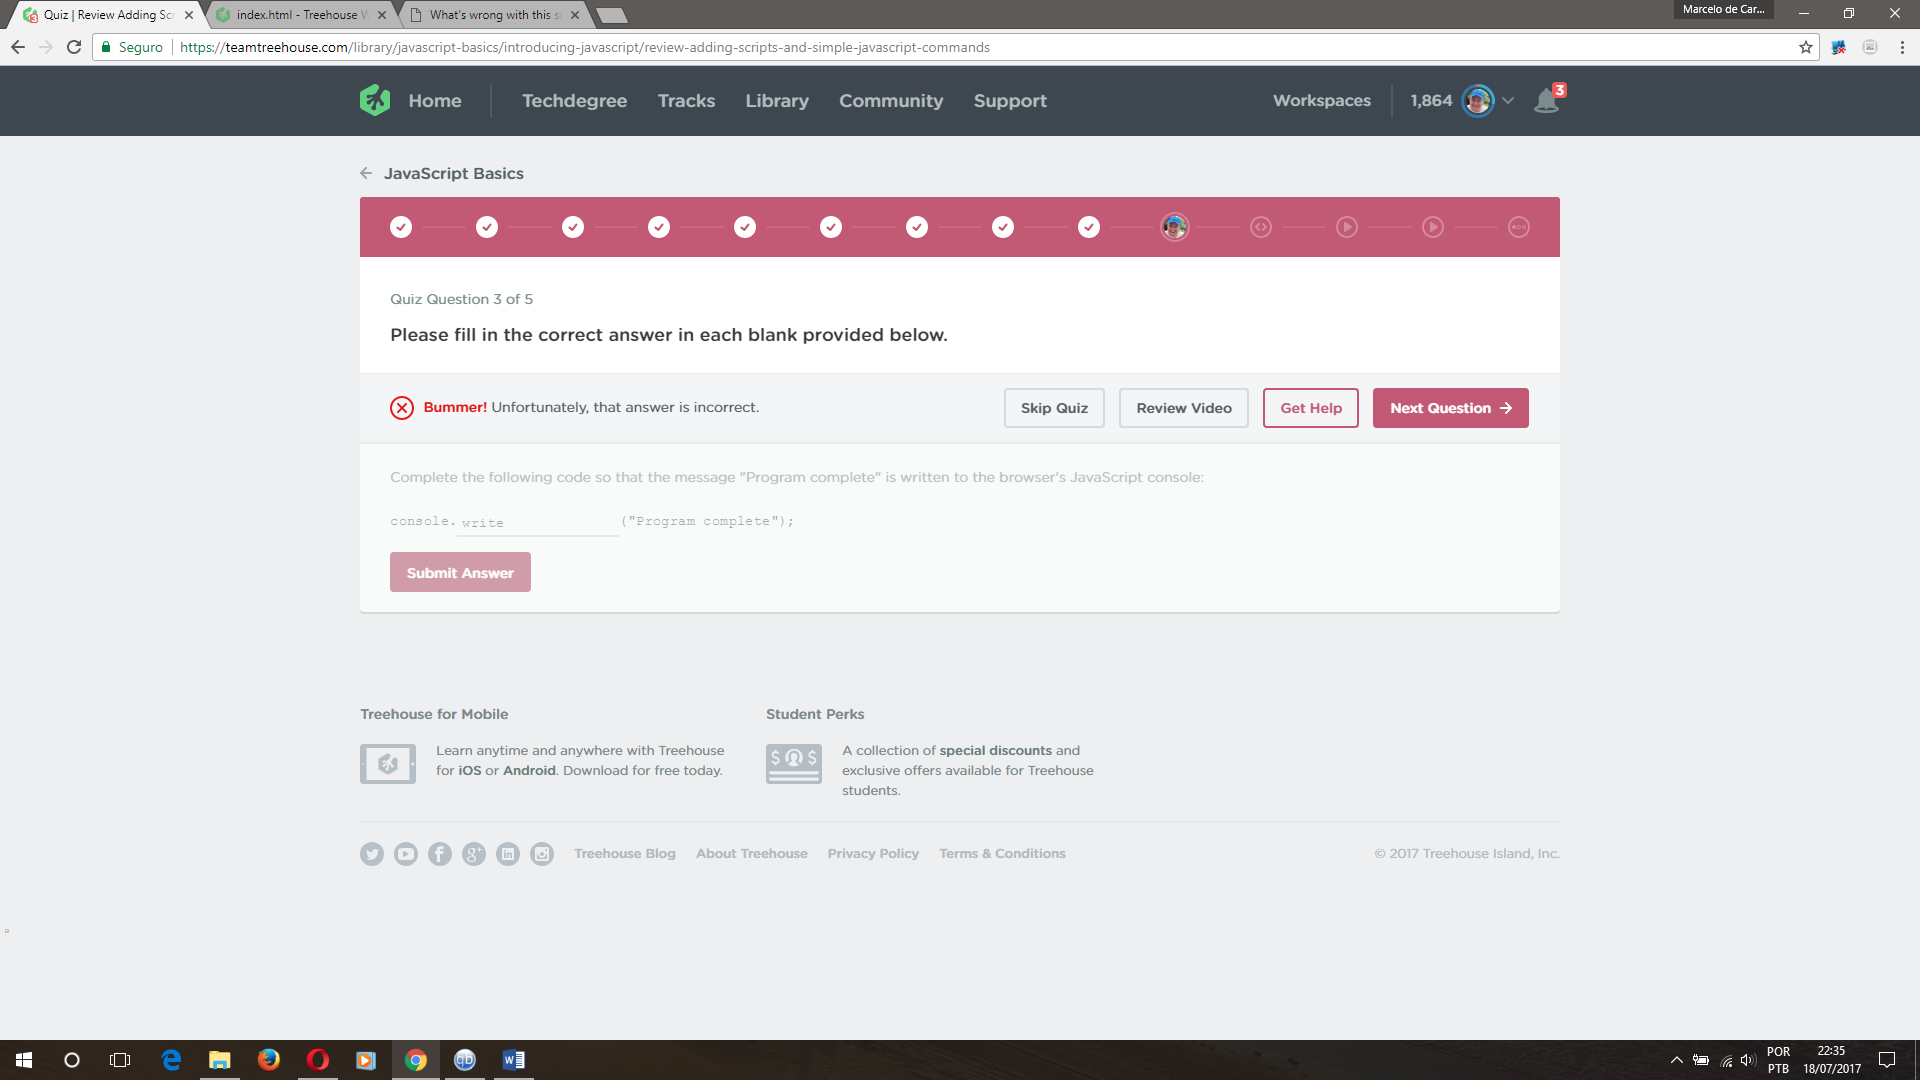 Quiz | Review Adding Scr
index.html - Treehouse W
What's wrong with this s
Marcelo de Car...
Seguro
https://teamtreehouse.com/library/javascript-basics/introducing-javascript/review-adding-scripts-and-simple-javascript-commands
Home
Techdegree
Tracks
Library
Community
Support
Workspaces
1,864
3
JavaScript Basics
Quiz Question 3 of 5
Please fill in the correct answer in each blank provided below.
Bummer! Unfortunately, that answer is incorrect.
Skip Quiz
Review Video
Get Help
Next Question
Complete the following code so that the message "Program complete" is written to the browser's JavaScript console:
console. write ("Program complete");
Submit Answer
Treehouse for Mobile
Learn anytime and anywhere with Treehouse
for iOS or Android. Download for free today.
Student Perks
A collection of special discounts and
exclusive offers available for Treehouse
students.
Treehouse Blog
About Treehouse
Privacy Policy
Terms & Conditions
© 2017 Treehouse Island, Inc.
qb
POR
PTB
22:35
18/07/2017